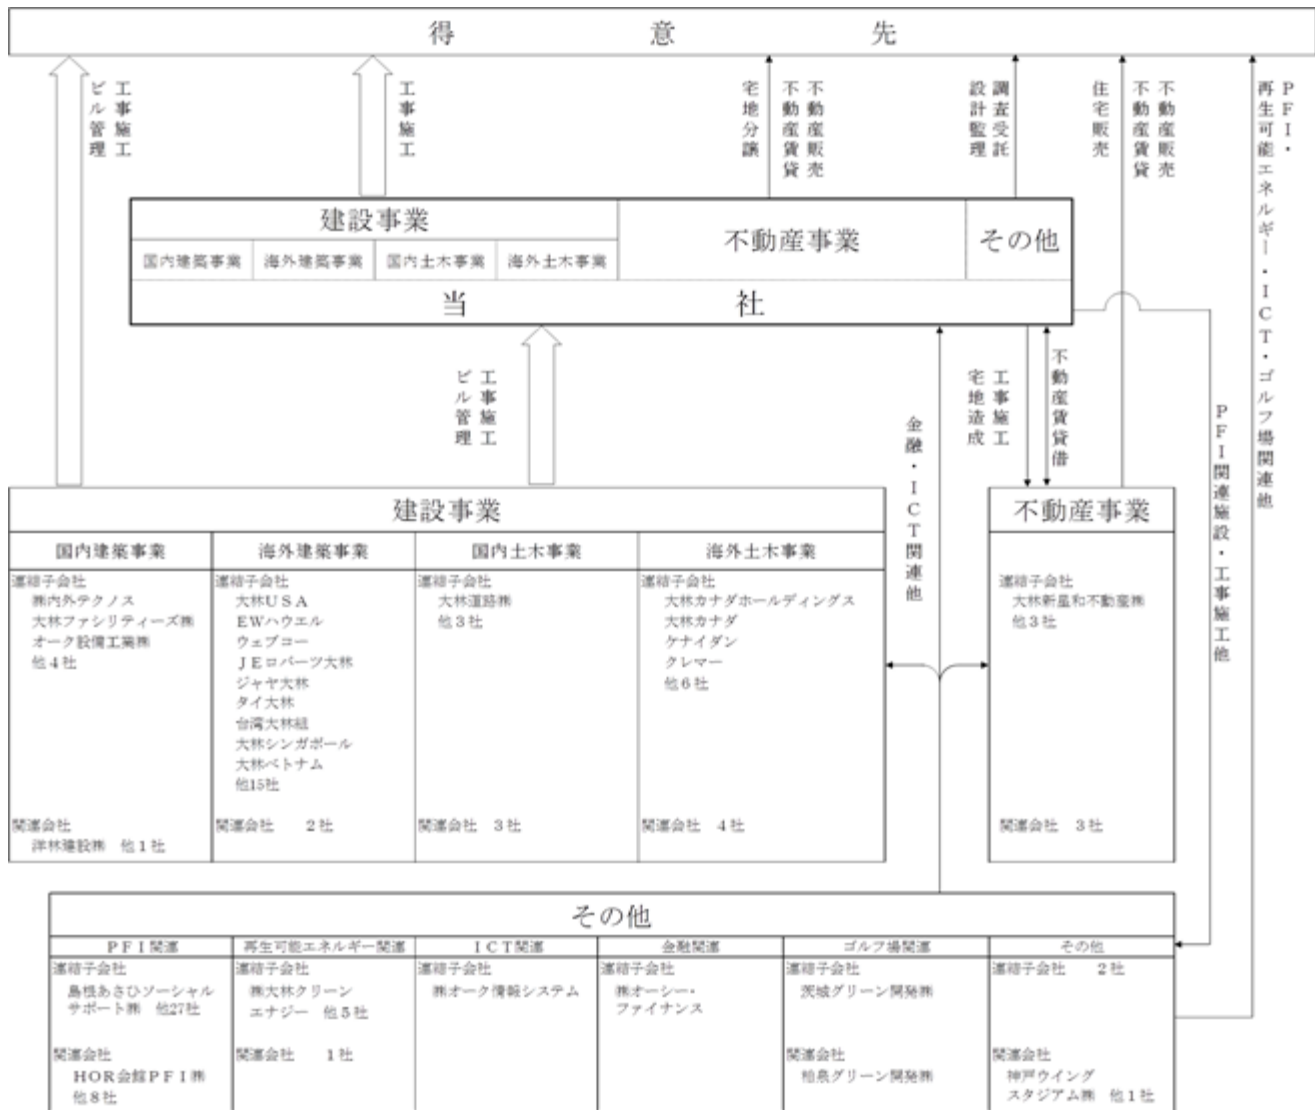 得意先
工事施工
ビル管理
工事施工
不動産販売
不動産賃貸
宅地分譲
調査受託
設計監理
不動産販売
不動産賃貸
住宅販売
PFI・
再生可能エネルギー・ICT・ゴルフ場関連他
建設事業
不動産事業
その他
国内建築事業
海外建築事業
国内土木事業
海外土木事業
当社
工事施工
ビル管理
金融・ICT関連他
工事施工
宅地造成
不動産賃貸借
PFI関連施設・工事施工他
建設事業
国内建築事業
連結子会社
㈱内外テクノス
大林ファシリティーズ㈱
オーク設備工業㈱
他4社
関連会社
洋林建設㈱ 他1社
海外建築事業
連結子会社
大林USA
EWハウエル
ウェブコー
JEロバーツ大林
ジャヤ大林
タイ大林
台湾大林組
大林シンガポール
大林ベトナム
他15社
関連会社 2社
国内土木事業
連結子会社
大林道路㈱
他3社
関連会社 3社
海外土木事業
連結子会社
大林カナダホールディングス
大林カナダ
ケナイダン
クレマー
他6社
関連会社 4社
不動産事業
連結子会社
大林新星和不動産㈱
他3社
関連会社 3社
その他
PFI関連
連結子会社
島根あさひソーシャル
サポート㈱ 他27社
関連会社
HOR会館PFI㈱
他8社
再生可能エネルギー関連
連結子会社
㈱大林クリーン
エナジー 他5社
関連会社 1社
ICT関連
連結子会社
㈱オーク情報システム
金融関連
連結子会社
㈱オーシー・
ファイナンス
ゴルフ場関連
連結子会社
茨城グリーン開発㈱
関連会社
柏泉グリーン開発㈱
その他
連結子会社 2社
関連会社
神戸ウイング
スタジアム㈱ 他1社